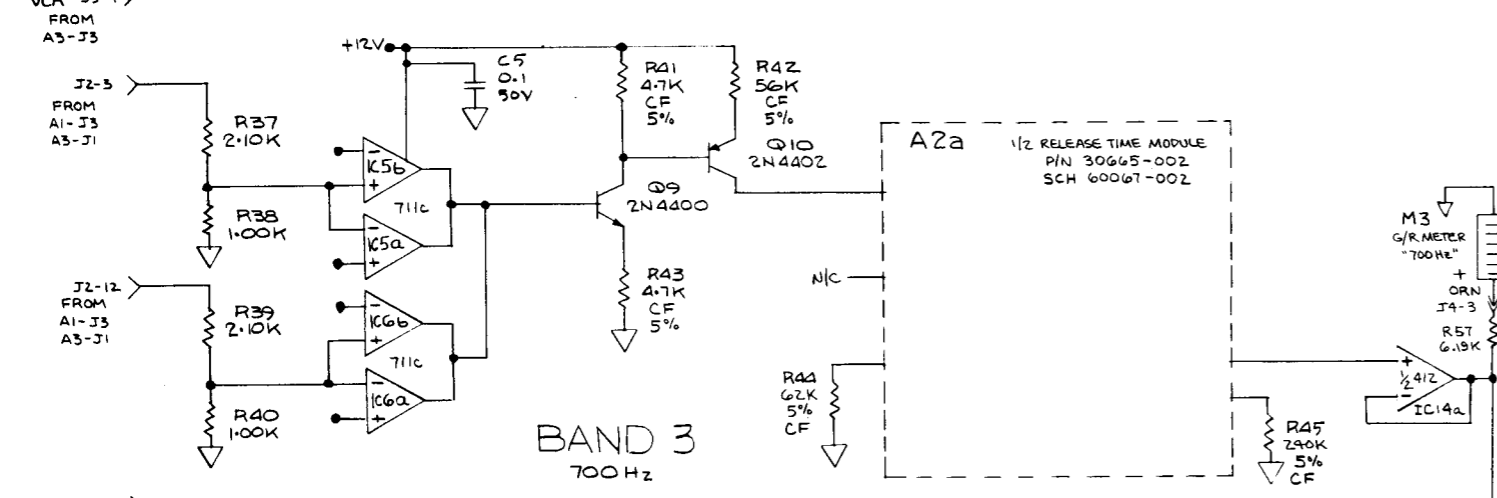 FROM
A3-J3
+12V
C5
0.1
50V
R41
4.7K
CF
5%
R42
56K
CF
5%
J2-3
FROM
A1-J3
A3-J1
R37
2.10K
A2a
1/2 RELEASE TIME MODULE
P/N 30665-002
SCH 60067-002
-
IC5b
+
711C
Q10
2N4402
Q9
2N4400
R38
1.00K
-
IC5a
+
M3
G/R METER
"700HZ"
+
ORN
J4-3
R57
6.19K
J2-12
FROM
A1-J3
A3-J1
R39
2.10K
N/C
R43
4.7K
CF
5%
-
IC6b
+
711C
-
IC6a
+
R40
1.00K
R44
62K
5%
CF
+
1/2 412
-
IC14a
BAND 3
700 HZ
R45
240K
5%
CF